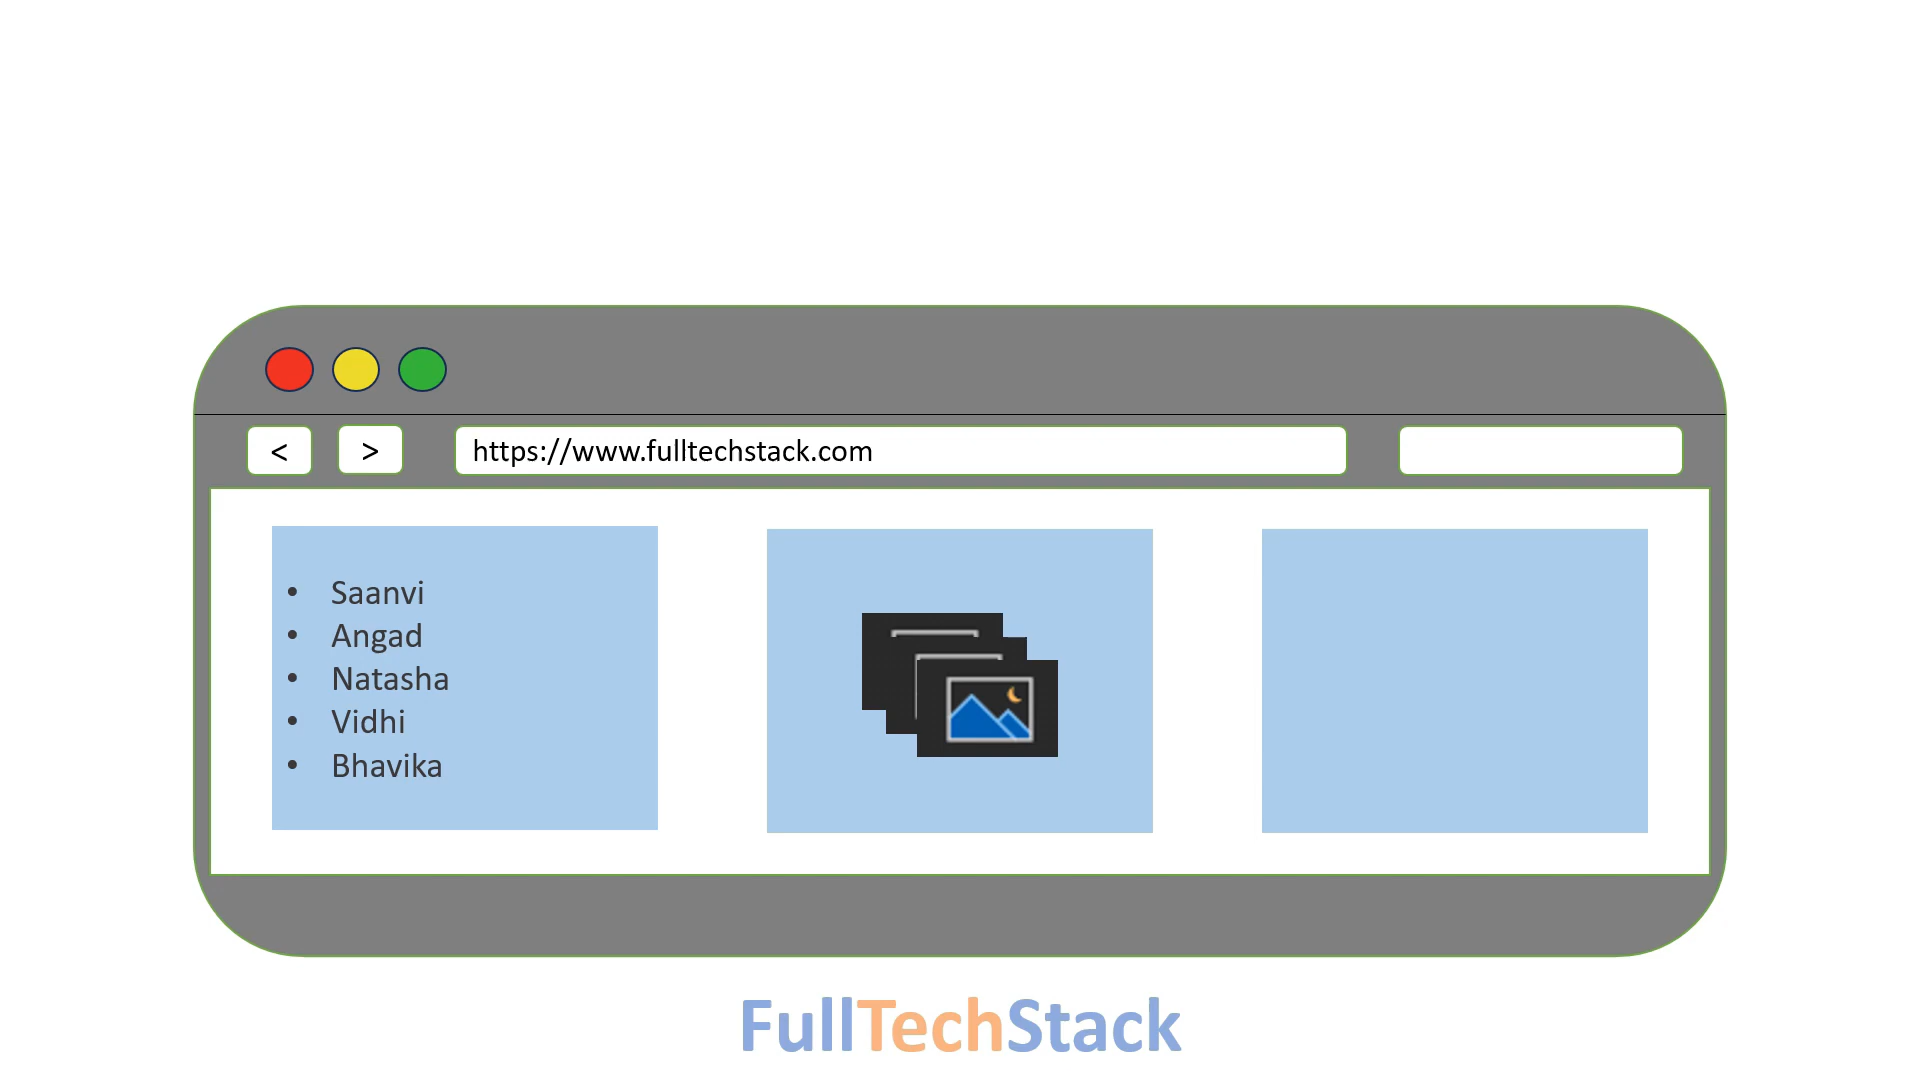 < > https://www.fulltechstack.com
• Saanvi
• Angad
• Natasha
• Vidhi
• Bhavika
FullTechStack